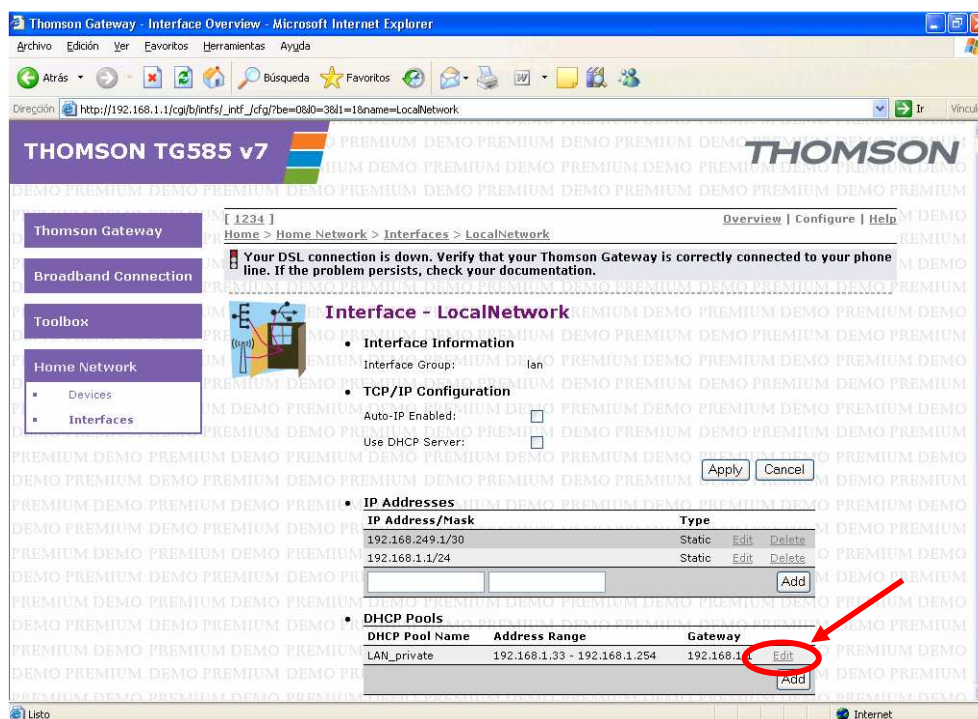 Thomson Gateway - Interface Overview - Microsoft Internet Explorer
Archivo Edición Ver Favoritos Herramientas Ayuda
Atrás Búsqueda Favoritos
Dirección http://192.168.1.1/cgi/b/intfs/_intf_/cfg/?be=0&l0=3&l1=1&name=LocalNetwork Ir Víncul
THOMSON TG585 v7
THOMSON
[ 1234 ] Overview | Configure | Help
Home > Home Network > Interfaces > LocalNetwork
Thomson Gateway
Broadband Connection
Toolbox
Home Network
Devices
Interfaces
Your DSL connection is down. Verify that your Thomson Gateway is correctly connected to your phone
line. If the problem persists, check your documentation.
Interface - LocalNetwork
Interface Information
Interface Group: lan
TCP/IP Configuration
Auto-IP Enabled:
Use DHCP Server:
Apply Cancel
IP Addresses
IP Address/Mask Type
192.168.249.1/30 Static Edit Delete
192.168.1.1/24 Static Edit Delete
Add
DHCP Pools
DHCP Pool Name Address Range Gateway
LAN_private 192.168.1.33 - 192.168.1.254 192.168.1.1 Edit
Add
Listo Internet